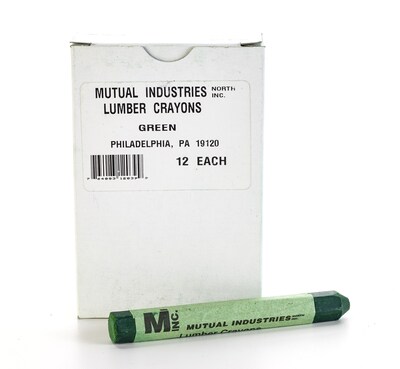 MUTUAL INDUSTRIES NORTH INC.
LUMBER CRAYONS
GREEN
PHILADELPHIA, PA 19120
12 EACH
M INC.
MUTUAL INDUSTRIES
Lumber Crayons